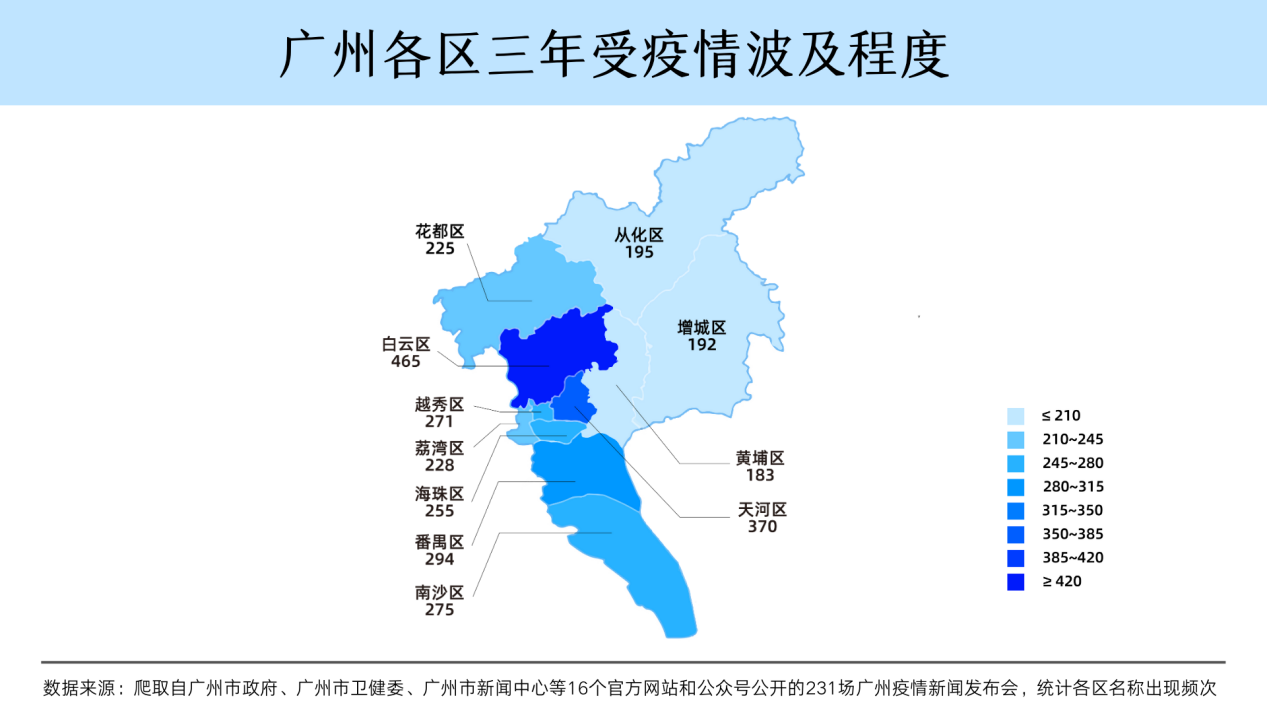 广州各区三年受疫情波及程度
花都区
225
从化区
195
增城区
192
白云区
465
越秀区
271
荔湾区
228
海珠区
255
番禺区
294
南沙区
275
黄埔区
183
天河区
370
≤ 210
210~245
245~280
280~315
315~350
350~385
385~420
≥ 420
数据来源：爬取自广州市政府、广州市卫健委、广州市新闻中心等16个官方网站和公众号公开的231场广州疫情新闻发布会，统计各区名称出现频次